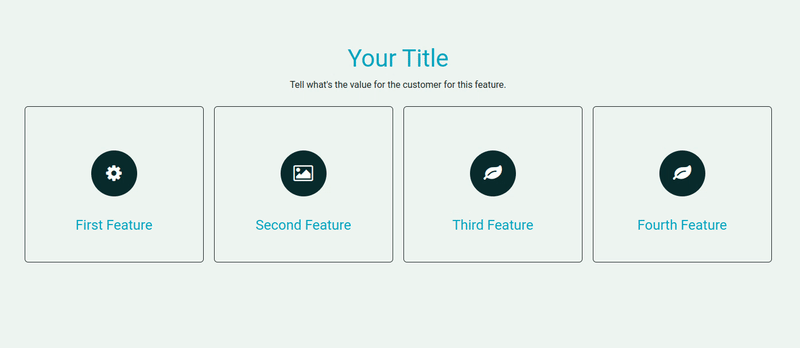 Your Title
Tell what's the value for the customer for this feature.
First Feature
Second Feature
Third Feature
Fourth Feature